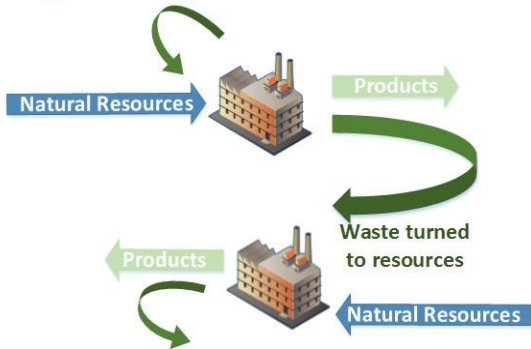 Natural Resources
Products
Waste turned
to resources
Products
Natural Resources